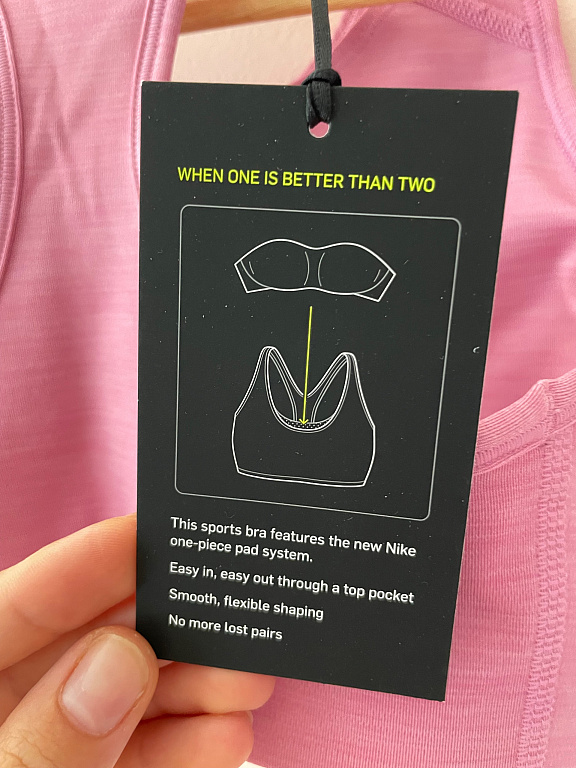 WHEN ONE IS BETTER THAN TWO
This sports bra features the new Nike
one-piece pad system.
Easy in, easy out through a top pocket
Smooth, flexible shaping
No more lost pairs